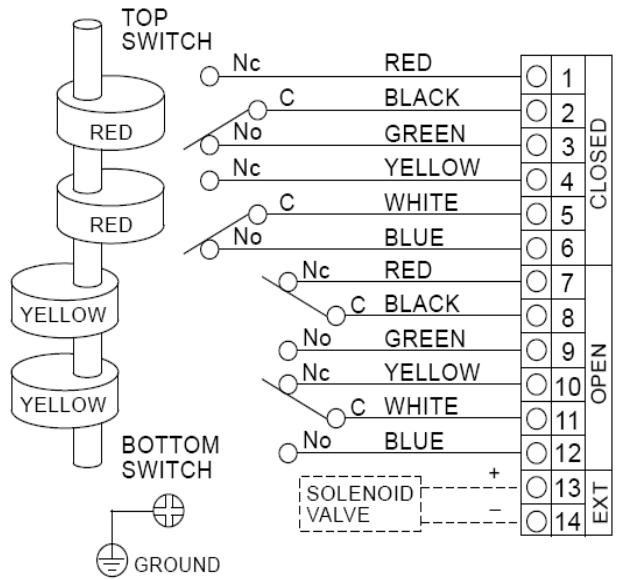 TOP
SWITCH
RED
RED
YELLOW
YELLOW
BOTTOM
SWITCH
GROUND
Nc RED 1
C BLACK 2
No GREEN 3
Nc YELLOW 4
C WHITE 5
No BLUE 6
CLOSED
Nc RED 7
C BLACK 8
No GREEN 9
Nc YELLOW 10
C WHITE 11
No BLUE 12
OPEN
SOLENOID
VALVE
+ 13
– 14
EXT